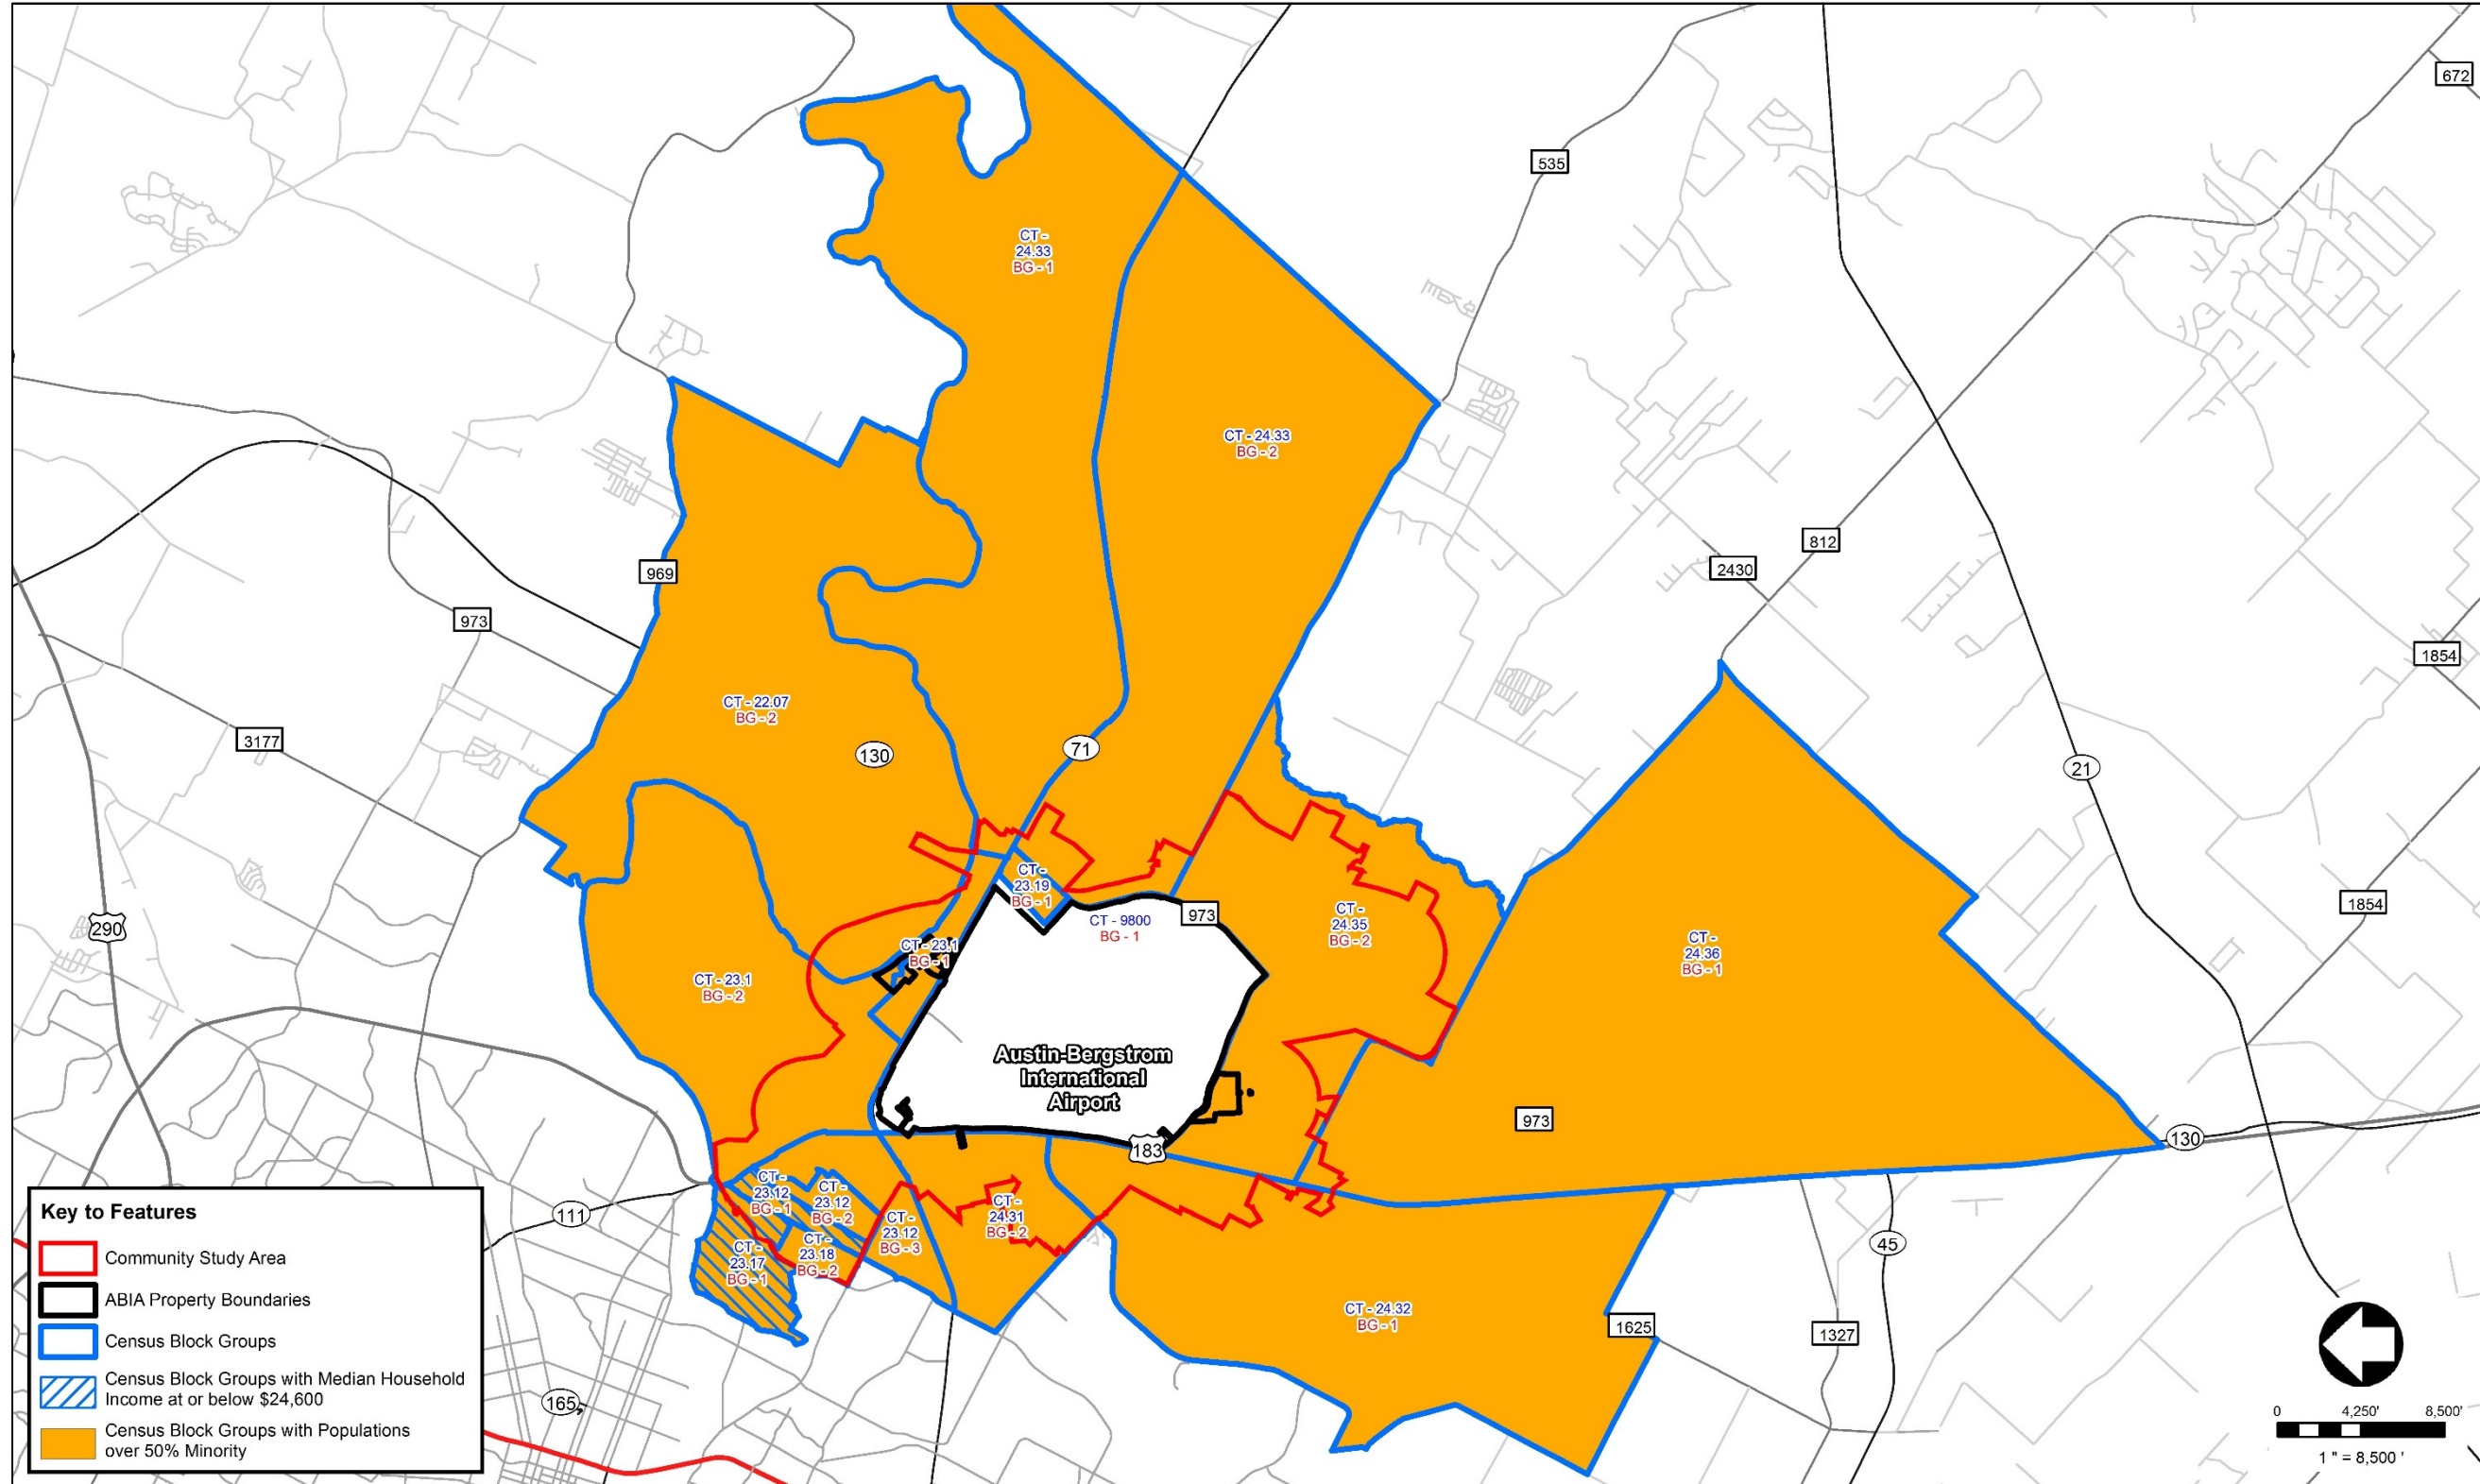 672
535
CT -
24.33
BG - 1
CT - 24.33
BG - 2
812
2430
969
973
1854
CT - 22.07
BG - 2
3177
130
71
21
CT -
23.19
BG - 1
1854
290
CT - 9800
BG - 1
973
CT -
24.35
BG - 2
CT - 23.1
BG - 1
CT -
24.36
BG - 1
CT - 23.1
BG - 2
Austin-Bergstrom
International
Airport
973
183
130
CT -
23.12
BG - 1
CT -
23.12
BG - 2
CT -
23.12
BG - 3
CT -
24.31
BG - 2
111
CT -
23.17
BG - 1
CT -
23.18
BG - 2
45
CT - 24.32
BG - 1
1625
1327
165
Key to Features
Community Study Area
ABIA Property Boundaries
Census Block Groups
Census Block Groups with Median Household
Income at or below $24,600
Census Block Groups with Populations
over 50% Minority
0 4,250' 8,500'
1 " = 8,500 '